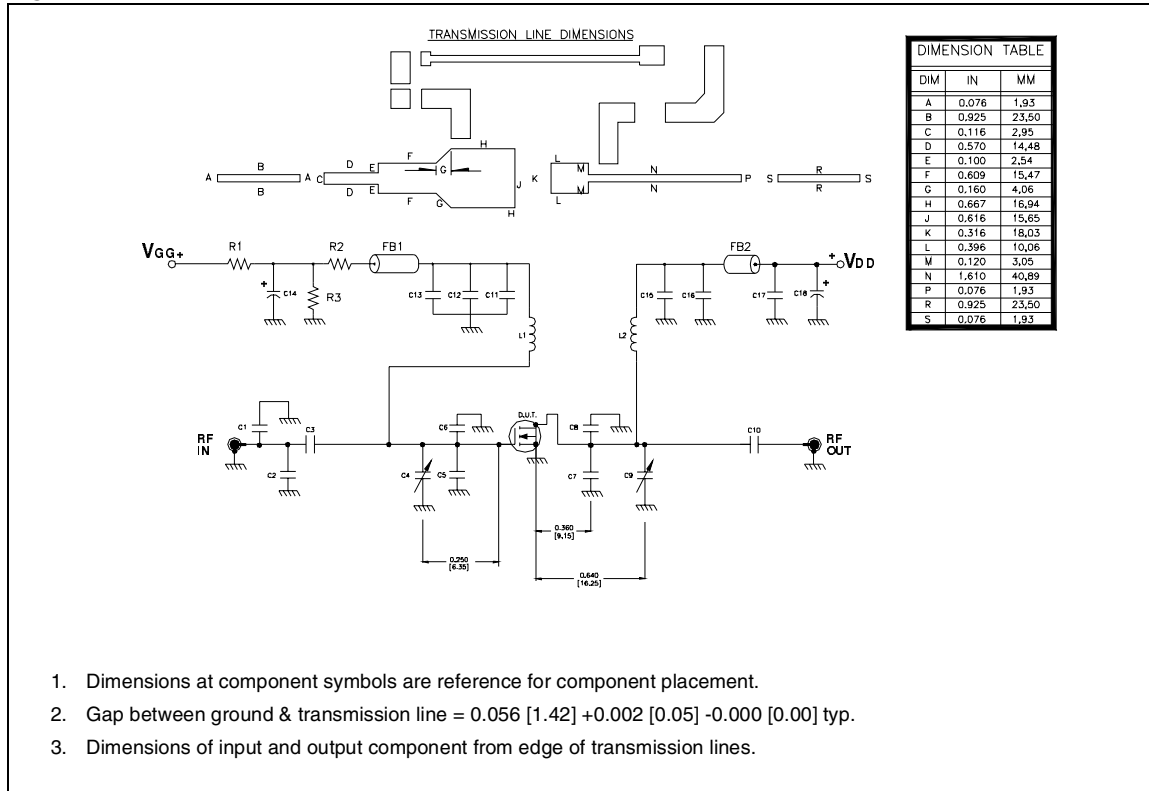 TRANSMISSION LINE DIMENSIONS
DIMENSION TABLE
DIM IN MM
A 0.076 1,93
B 0.925 23,50
C 0.116 2,95
D 0.570 14,48
E 0.100 2,54
F 0.609 15,47
G 0.160 4,06
H 0.667 16,94
J 0.616 15,65
K 0.316 18,03
L 0.396 10,06
M 0.120 3,05
N 1.610 40,89
P 0.076 1,93
R 0.925 23,50
S 0.076 1,93
H
B D F L R
E M N
A A C G J K P S S
B D E F G H L M N R
VGG+ R1 R2 FB1 FB2 + VDD
+ C14 R3 C13 C12 C11 C15 C16 C17 C18 +
L1 L2
D.U.T.
C1 C3 C6 C8 C10
RF IN
RF OUT
C2 C4 C5 C7 C9
0.360
[9,15]
0.250
[6.35]
0.640
[16.25]
1. Dimensions at component symbols are reference for component placement.
2. Gap between ground & transmission line = 0.056 [1.42] +0.002 [0.05] -0.000 [0.00] typ.
3. Dimensions of input and output component from edge of transmission lines.